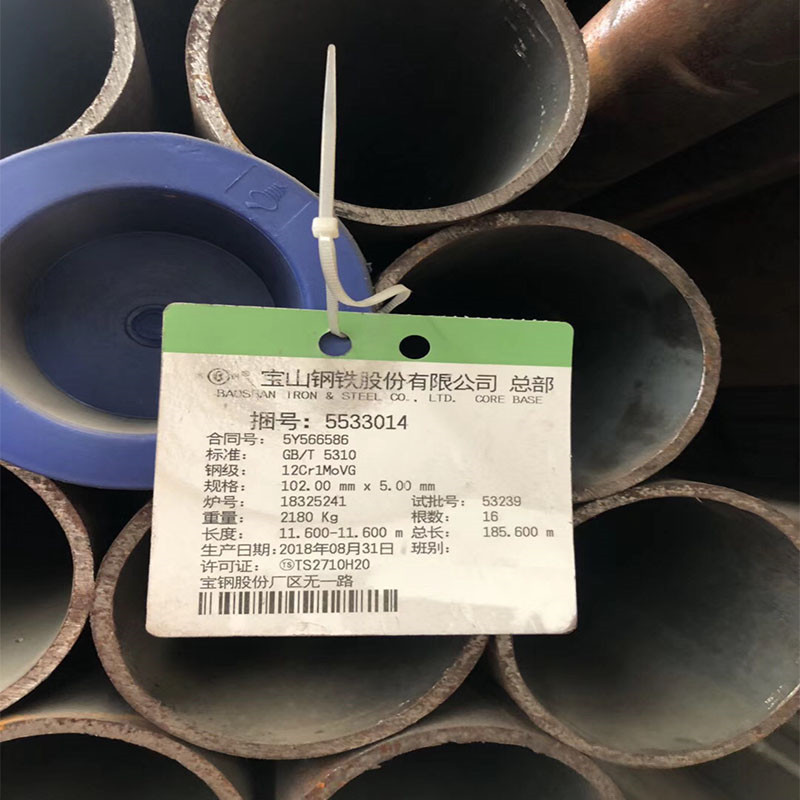 宝山钢铁股份有限公司 总部
BAOSHAN IRON & STEEL CO., LTD. CORE BASE
捆号: 5533014
合同号: 5Y566586
标准: GB/T 5310
钢级: 12Cr1MoVG
规格: 102.00 mm x 5.00 mm
炉号: 18325241 试批号: 53239
重量: 2180 Kg 根数: 16
长度: 11.600-11.600 m 总长: 185.600 m
生产日期: 2018年08月31日 班别:
许可证: TS TS2710H20
宝钢股份厂区无一路